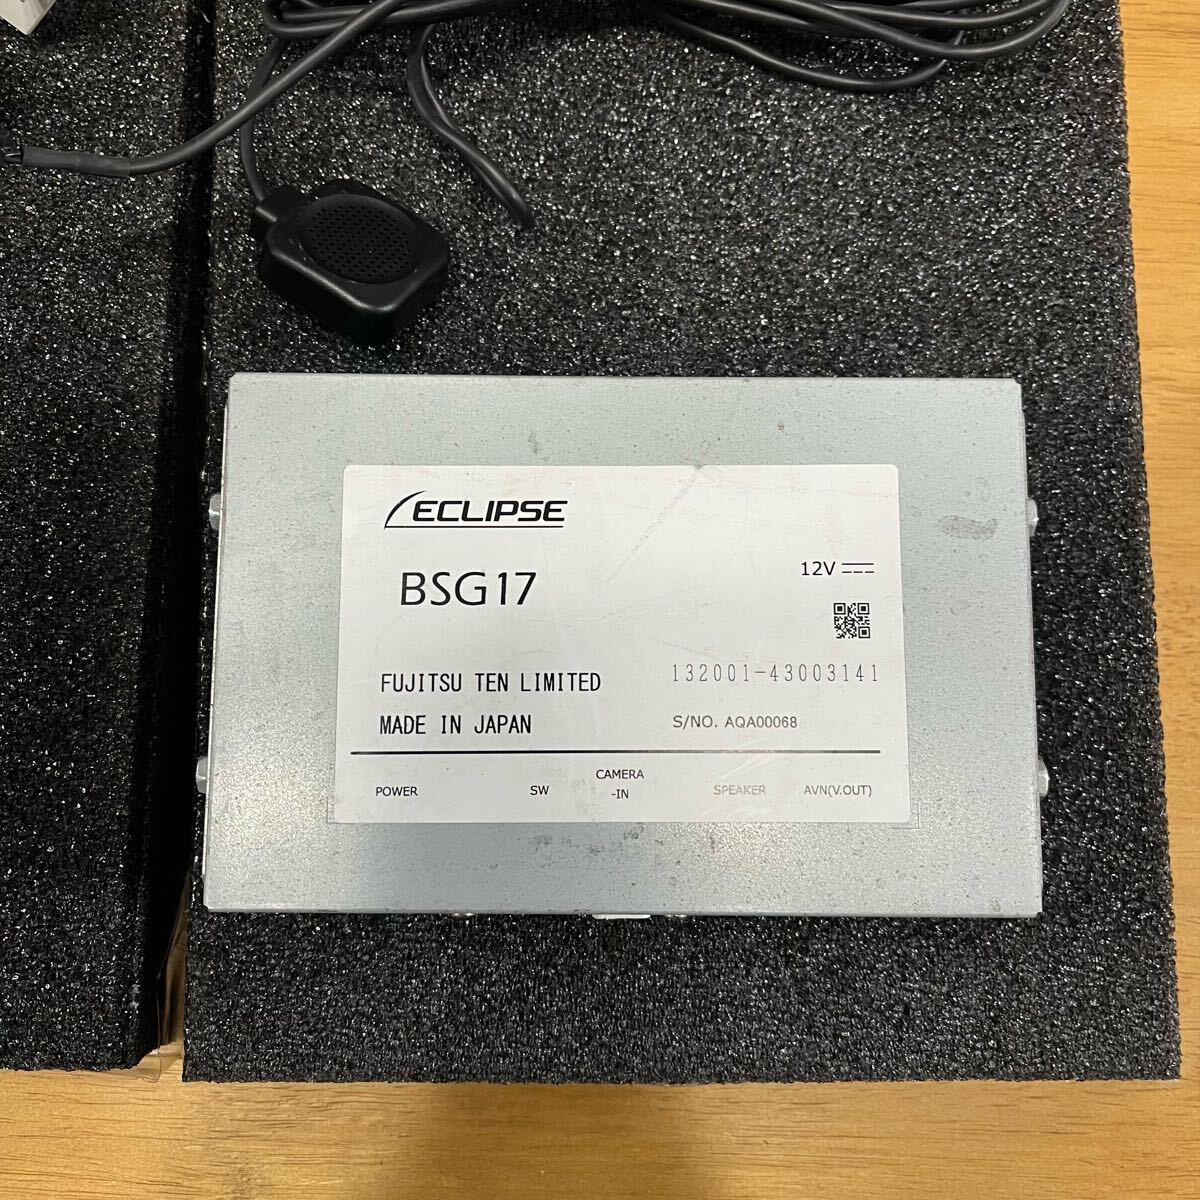 ECLIPSE
BSG17
12V
FUJITSU TEN LIMITED
132001-43003141
MADE IN JAPAN
S/NO. AQA00068
POWER
SW
CAMERA
-IN
SPEAKER
AVN(V.OUT)